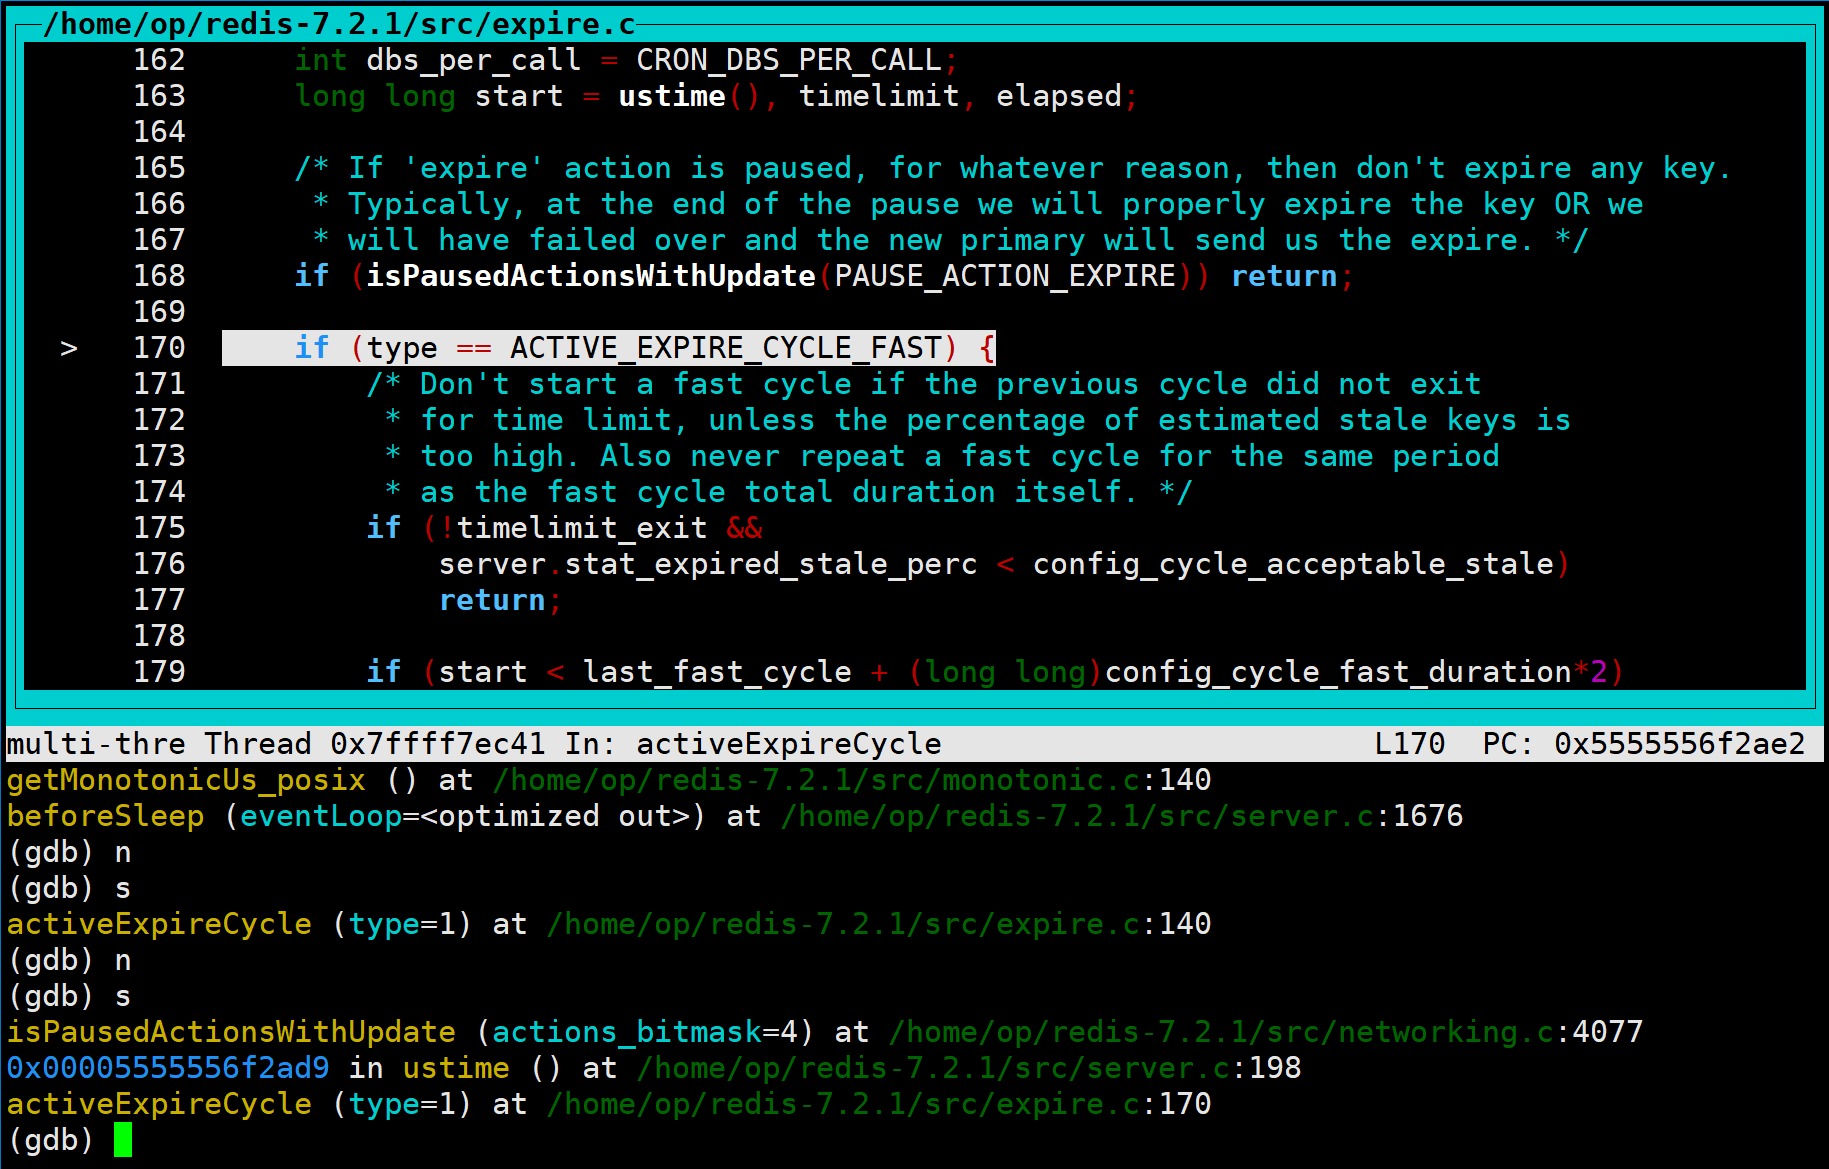 /home/op/redis-7.2.1/src/expire.c
162      int dbs_per_call = CRON_DBS_PER_CALL;
163      long long start = ustime(), timelimit, elapsed;
164
165      /* If 'expire' action is paused, for whatever reason, then don't expire any key.
166       * Typically, at the end of the pause we will properly expire the key OR we
167       * will have failed over and the new primary will send us the expire. */
168      if (isPausedActionsWithUpdate(PAUSE_ACTION_EXPIRE)) return;
169
>   170      if (type == ACTIVE_EXPIRE_CYCLE_FAST) {
171          /* Don't start a fast cycle if the previous cycle did not exit
172           * for time limit, unless the percentage of estimated stale keys is
173           * too high. Also never repeat a fast cycle for the same period
174           * as the fast cycle total duration itself. */
175          if (!timelimit_exit &&
176              server.stat_expired_stale_perc < config_cycle_acceptable_stale)
177              return;
178
179          if (start < last_fast_cycle + (long long)config_cycle_fast_duration*2)
multi-thre Thread 0x7ffff7ec41 In: activeExpireCycle                        L170  PC: 0x5555556f2ae2
getMonotonicUs_posix () at /home/op/redis-7.2.1/src/monotonic.c:140
beforeSleep (eventLoop=<optimized out>) at /home/op/redis-7.2.1/src/server.c:1676
(gdb) n
(gdb) s
activeExpireCycle (type=1) at /home/op/redis-7.2.1/src/expire.c:140
(gdb) n
(gdb) s
isPausedActionsWithUpdate (actions_bitmask=4) at /home/op/redis-7.2.1/src/networking.c:4077
0x00005555556f2ad9 in ustime () at /home/op/redis-7.2.1/src/server.c:198
activeExpireCycle (type=1) at /home/op/redis-7.2.1/src/expire.c:170
(gdb)